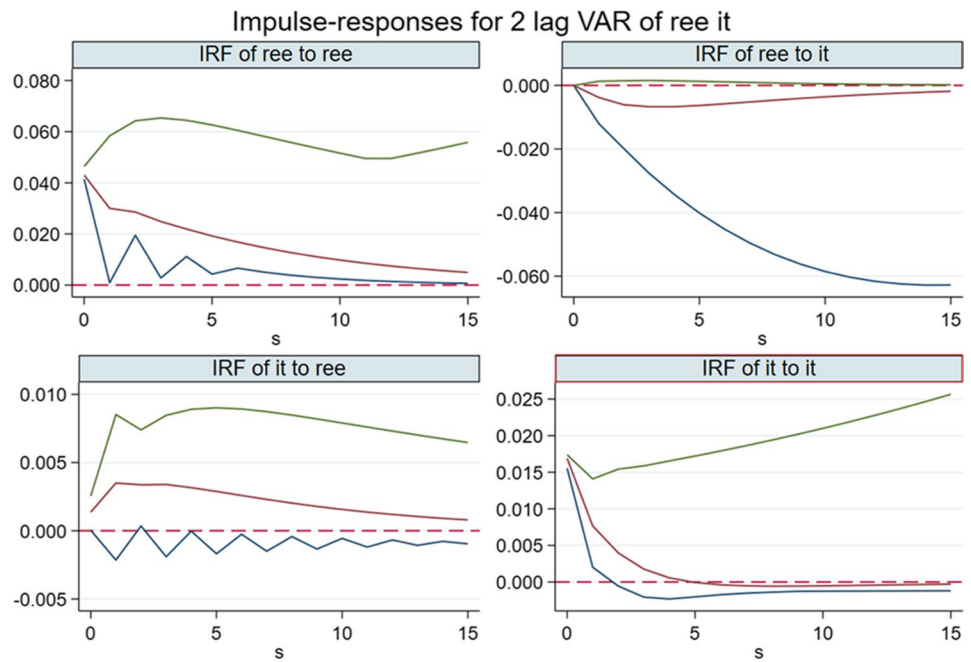 Impulse-responses for 2 lag VAR of ree it
IRF of ree to ree
0.080
0.060
0.040
0.020
0.000
0 5 10 15
s
IRF of ree to it
0.000
-0.020
-0.040
-0.060
0 5 10 15
s
IRF of it to ree
0.010
0.005
0.000
-0.005
0 5 10 15
s
IRF of it to it
0.025
0.020
0.015
0.010
0.005
0.000
0 5 10 15
s